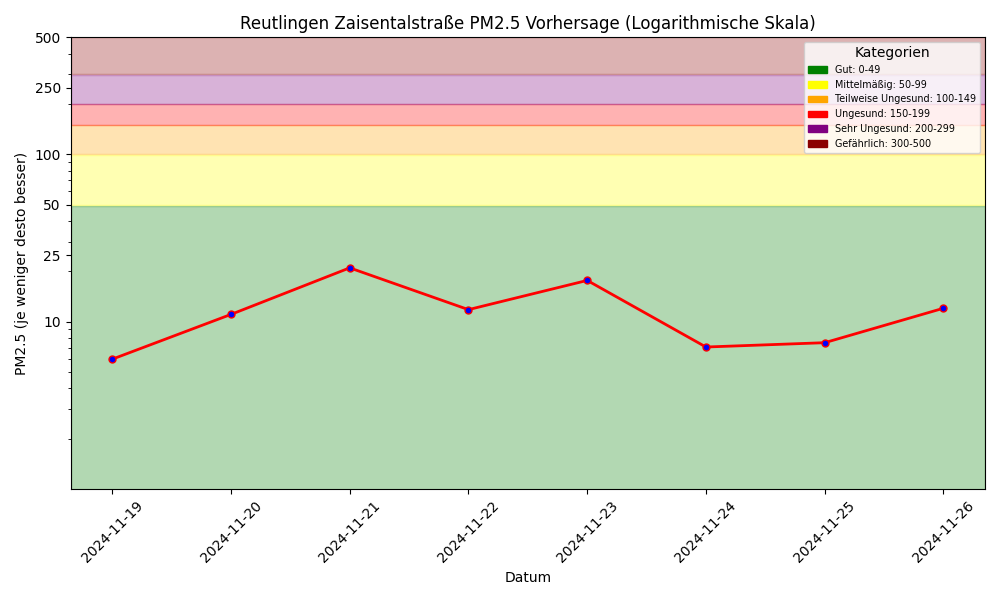 Reutlingen Zaisentalstraße PM2.5 Vorhersage (Logarithmische Skala)
PM2.5 (je weniger desto besser)
500
250
100
50
25
10
Kategorien
Gut: 0-49
Mittelmäßig: 50-99
Teilweise Ungesund: 100-149
Ungesund: 150-199
Sehr Ungesund: 200-299
Gefährlich: 300-500
2024-11-19
2024-11-20
2024-11-21
2024-11-22
2024-11-23
2024-11-24
2024-11-25
2024-11-26
Datum